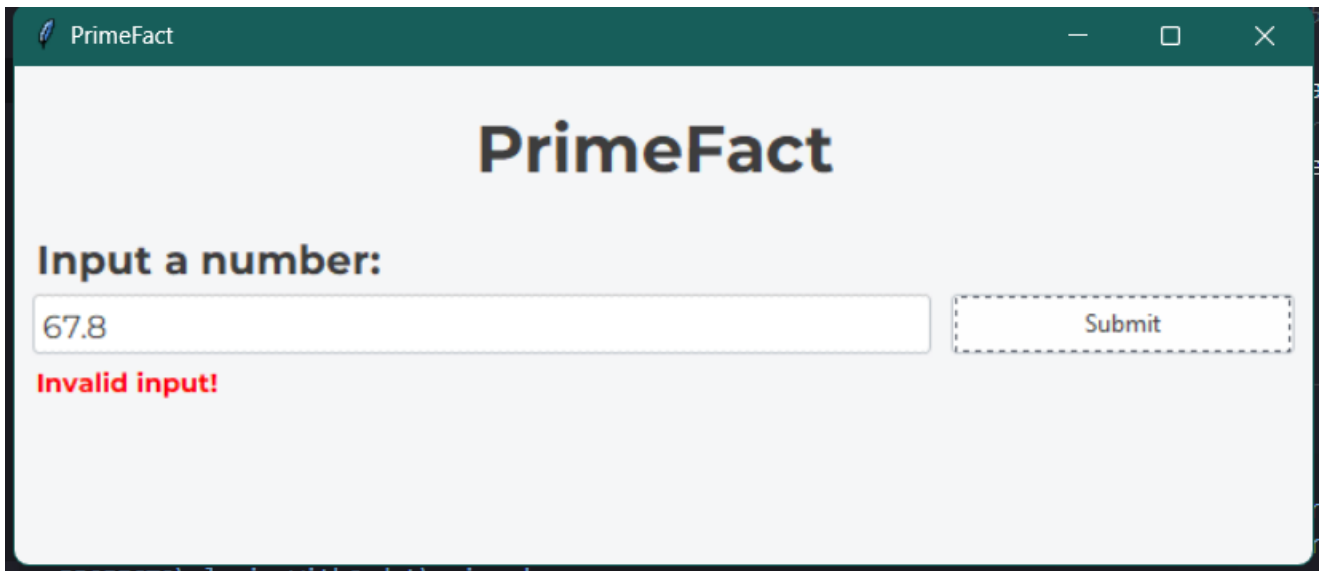 PrimeFact
PrimeFact
Input a number:
67.8
Submit
Invalid input!